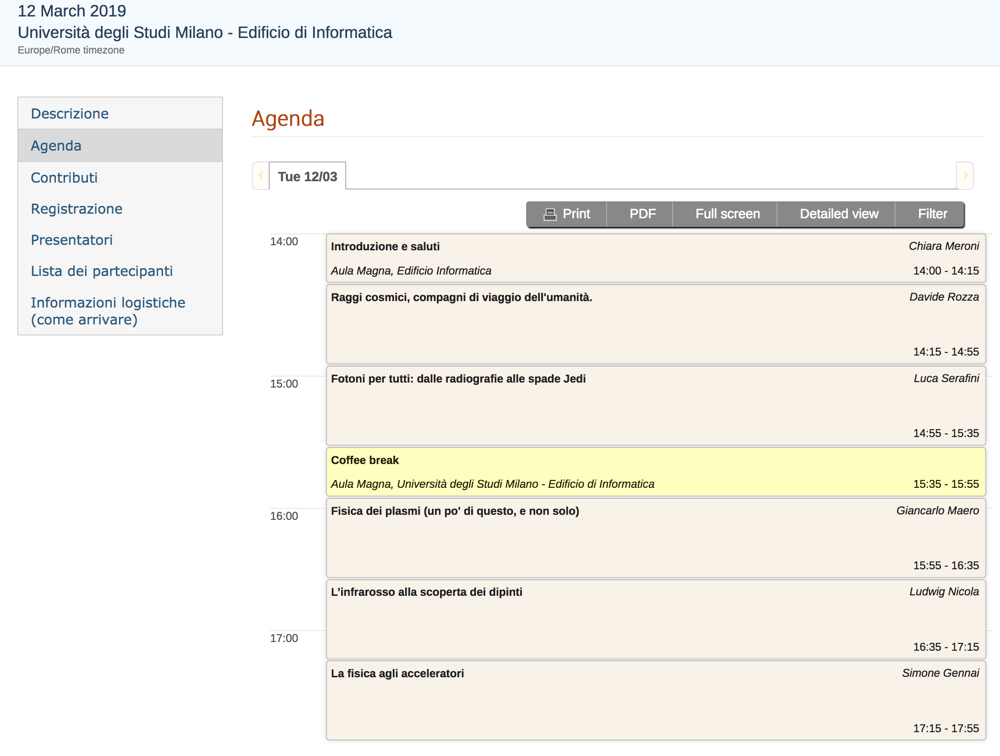 12 March 2019
Università degli Studi Milano - Edificio di Informatica
Europe/Rome timezone
Descrizione
Agenda
Contributi
Registrazione
Presentatori
Lista dei partecipanti
Informazioni logistiche
(come arrivare)
Agenda
Tue 12/03
Print PDF Full screen Detailed view Filter
14:00
Introduzione e saluti Chiara Meroni
Aula Magna, Edificio Informatica 14:00 - 14:15
Raggi cosmici, compagni di viaggio dell'umanità. Davide Rozza
14:15 - 14:55
15:00
Fotoni per tutti: dalle radiografie alle spade Jedi Luca Serafini
14:55 - 15:35
Coffee break
Aula Magna, Università degli Studi Milano - Edificio di Informatica 15:35 - 15:55
16:00
Fisica dei plasmi (un po' di questo, e non solo) Giancarlo Maero
15:55 - 16:35
L’infrarosso alla scoperta dei dipinti Ludwig Nicola
17:00
16:35 - 17:15
La fisica agli acceleratori Simone Gennai
17:15 - 17:55